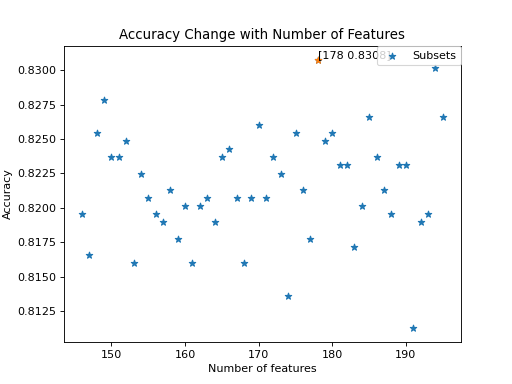 Accuracy Change with Number of Features
[178 0.8308]
Subsets
0.8300
0.8275
0.8250
0.8225
0.8200
0.8175
0.8150
0.8125
Accuracy
150 160 170 180 190
Number of features